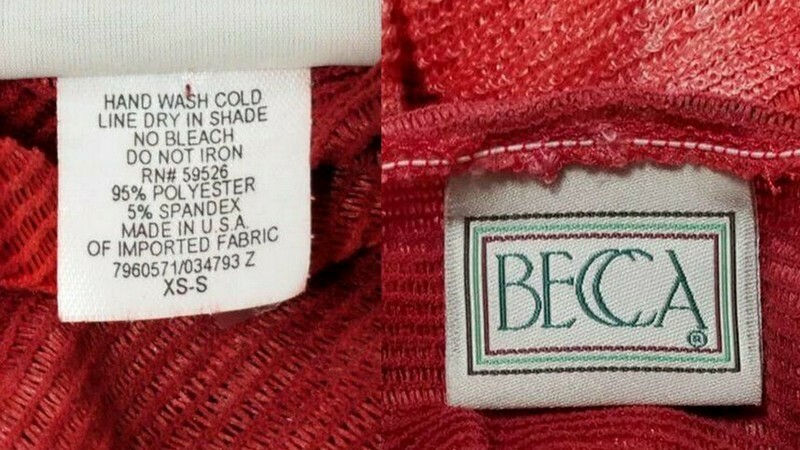 HAND WASH COLD
LINE DRY IN SHADE
NO BLEACH
DO NOT IRON
RN# 59526
95% POLYESTER
5% SPANDEX
MADE IN U.S.A.
OF IMPORTED FABRIC
7960571/034793 Z
XS-S
BECCA®